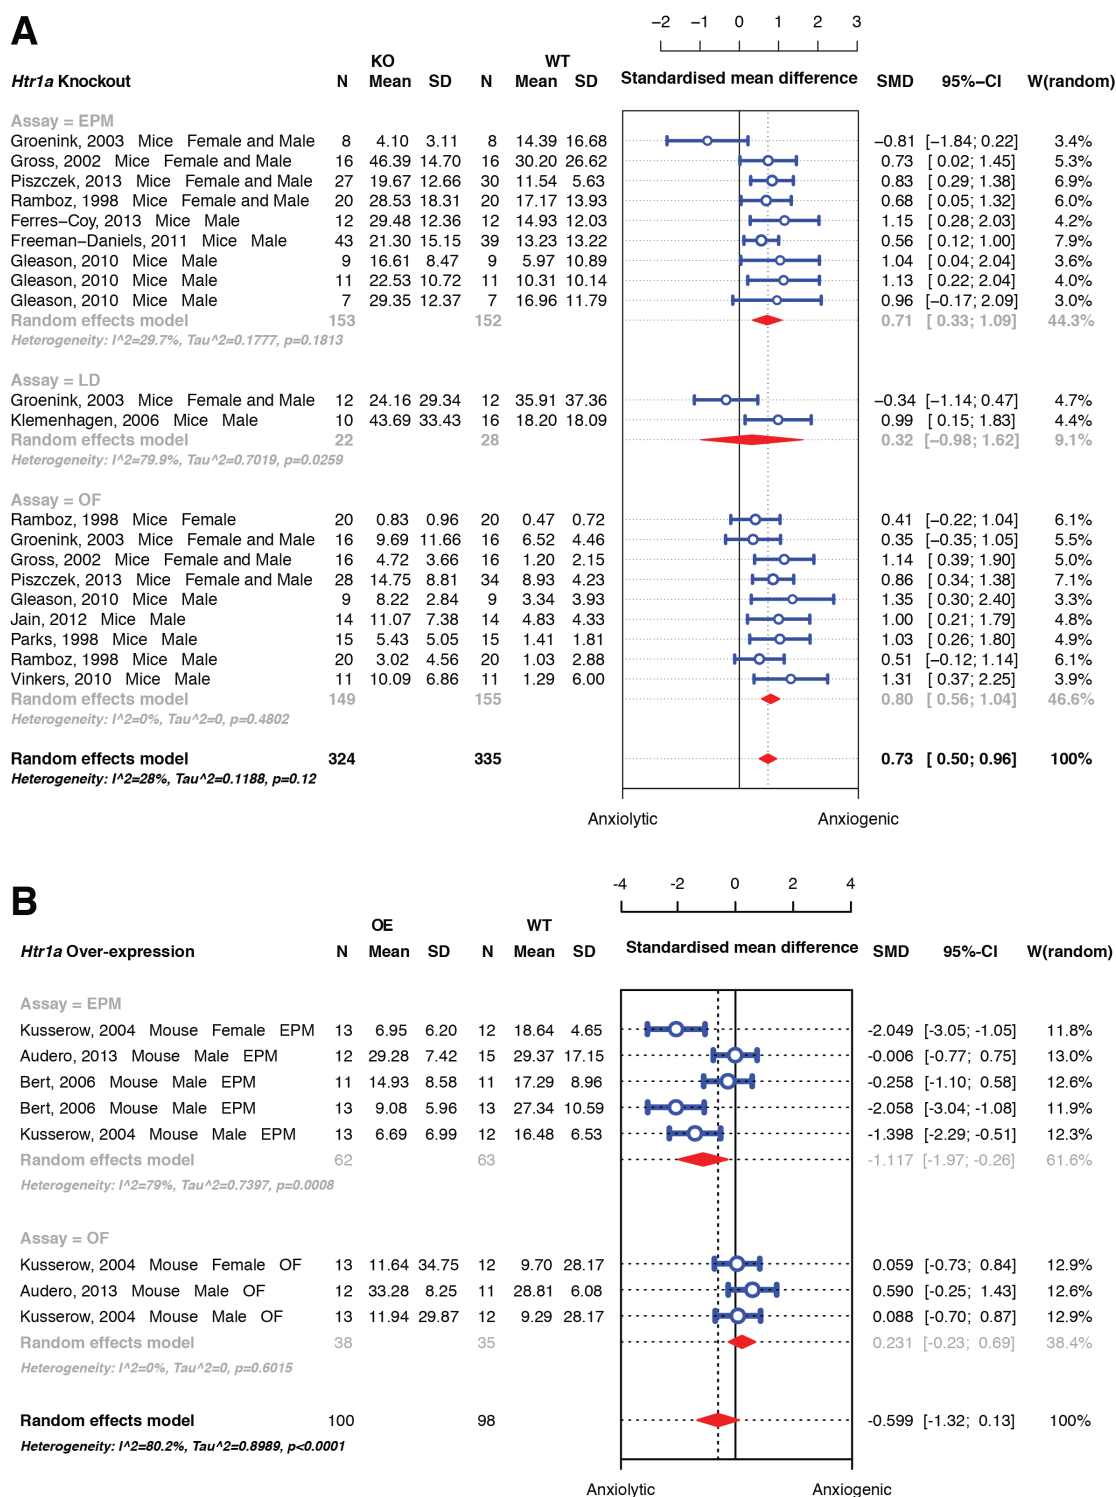 A
−2 −1 0 1 2 3
KO WT
Htr1a Knockout N Mean SD N Mean SD Standardised mean difference SMD 95%−CI W(random)
Assay = EPM
Groenink, 2003 Mice Female and Male 8 4.10 3.11 8 14.39 16.68 −0.81 [−1.84; 0.22] 3.4%
Gross, 2002 Mice Female and Male 16 46.39 14.70 16 30.20 26.62 0.73 [ 0.02; 1.45] 5.3%
Piszczek, 2013 Mice Female and Male 27 19.67 12.66 30 11.54 5.63 0.83 [ 0.29; 1.38] 6.9%
Ramboz, 1998 Mice Female and Male 20 28.53 18.31 20 17.17 13.93 0.68 [ 0.05; 1.32] 6.0%
Ferres−Coy, 2013 Mice Male 12 29.48 12.36 12 14.93 12.03 1.15 [ 0.28; 2.03] 4.2%
Freeman−Daniels, 2011 Mice Male 43 21.30 15.15 39 13.23 13.22 0.56 [ 0.12; 1.00] 7.9%
Gleason, 2010 Mice Male 9 16.61 8.47 9 5.97 10.89 1.04 [ 0.04; 2.04] 3.6%
Gleason, 2010 Mice Male 11 22.53 10.72 11 10.31 10.14 1.13 [ 0.22; 2.04] 4.0%
Gleason, 2010 Mice Male 7 29.35 12.37 7 16.96 11.79 0.96 [−0.17; 2.09] 3.0%
Random effects model 153 152 0.71 [ 0.33; 1.09] 44.3%
Heterogeneity: I^2=29.7%, Tau^2=0.1777, p=0.1813
Assay = LD
Groenink, 2003 Mice Female and Male 12 24.16 29.34 12 35.91 37.36 −0.34 [−1.14; 0.47] 4.7%
Klemenhagen, 2006 Mice Male 10 43.69 33.43 16 18.20 18.09 0.99 [ 0.15; 1.83] 4.4%
Random effects model 22 28 0.32 [−0.98; 1.62] 9.1%
Heterogeneity: I^2=79.9%, Tau^2=0.7019, p=0.0259
Assay = OF
Ramboz, 1998 Mice Female 20 0.83 0.96 20 0.47 0.72 0.41 [−0.22; 1.04] 6.1%
Groenink, 2003 Mice Female and Male 16 9.69 11.66 16 6.52 4.46 0.35 [−0.35; 1.05] 5.5%
Gross, 2002 Mice Female and Male 16 4.72 3.66 16 1.20 2.15 1.14 [ 0.39; 1.90] 5.0%
Piszczek, 2013 Mice Female and Male 28 14.75 8.81 34 8.93 4.23 0.86 [ 0.34; 1.38] 7.1%
Gleason, 2010 Mice Male 9 8.22 2.84 9 3.34 3.93 1.35 [ 0.30; 2.40] 3.3%
Jain, 2012 Mice Male 14 11.07 7.38 14 4.83 4.33 1.00 [ 0.21; 1.79] 4.8%
Parks, 1998 Mice Male 15 5.43 5.05 15 1.41 1.81 1.03 [ 0.26; 1.80] 4.9%
Ramboz, 1998 Mice Male 20 3.02 4.56 20 1.03 2.88 0.51 [−0.12; 1.14] 6.1%
Vinkers, 2010 Mice Male 11 10.09 6.86 11 1.29 6.00 1.31 [ 0.37; 2.25] 3.9%
Random effects model 149 155 0.80 [ 0.56; 1.04] 46.6%
Heterogeneity: I^2=0%, Tau^2=0, p=0.4802
Random effects model 324 335 0.73 [ 0.50; 0.96] 100%
Heterogeneity: I^2=28%, Tau^2=0.1188, p=0.12
Anxiolytic Anxiogenic
B
-4 -2 0 2 4
OE WT
Htr1a Over-expression N Mean SD N Mean SD Standardised mean difference SMD 95%-CI W(random)
Assay = EPM
Kusserow, 2004 Mouse Female EPM 13 6.95 6.20 12 18.64 4.65 -2.049 [-3.05; -1.05] 11.8%
Audero, 2013 Mouse Male EPM 12 29.28 7.42 15 29.37 17.15 -0.006 [-0.77; 0.75] 13.0%
Bert, 2006 Mouse Male EPM 11 14.93 8.58 11 17.29 8.96 -0.258 [-1.10; 0.58] 12.6%
Bert, 2006 Mouse Male EPM 13 9.08 5.96 13 27.34 10.59 -2.058 [-3.04; -1.08] 11.9%
Kusserow, 2004 Mouse Male EPM 13 6.69 6.99 12 16.48 6.53 -1.398 [-2.29; -0.51] 12.3%
Random effects model 62 63 -1.117 [-1.97; -0.26] 61.6%
Heterogeneity: I^2=79%, Tau^2=0.7397, p=0.0008
Assay = OF
Kusserow, 2004 Mouse Female OF 13 11.64 34.75 12 9.70 28.17 0.059 [-0.73; 0.84] 12.9%
Audero, 2013 Mouse Male OF 12 33.28 8.25 11 28.81 6.08 0.590 [-0.25; 1.43] 12.6%
Kusserow, 2004 Mouse Male OF 13 11.94 29.87 12 9.29 28.17 0.088 [-0.70; 0.87] 12.9%
Random effects model 38 35 0.231 [-0.23; 0.69] 38.4%
Heterogeneity: I^2=0%, Tau^2=0, p=0.6015
Random effects model 100 98 -0.599 [-1.32; 0.13] 100%
Heterogeneity: I^2=80.2%, Tau^2=0.8989, p<0.0001
Anxiolytic Anxiogenic